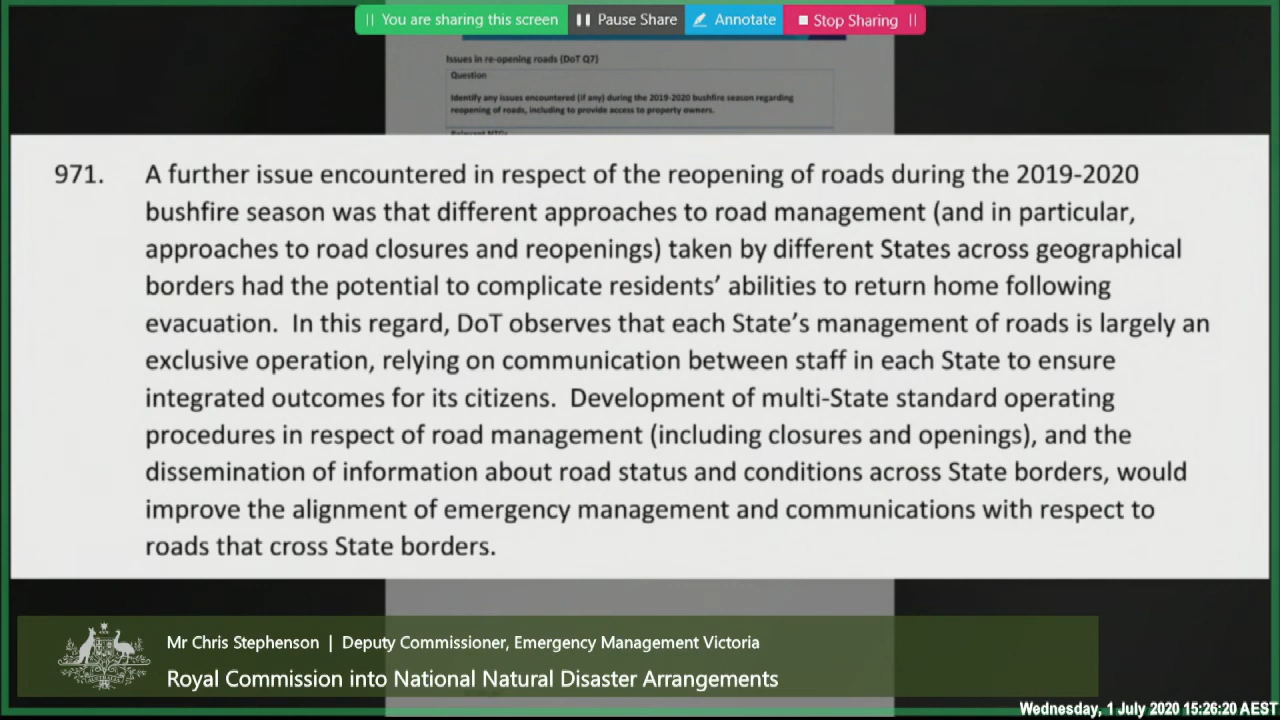 You are sharing this screen
Pause Share
Annotate
Stop Sharing
Issues in re-opening roads (DoT Q7)
Question
Identify any issues encountered (if any) during the 2019-2020 bushfire season regarding
reopening of roads, including to provide access to property owners.
Relevant NTGs
971. A further issue encountered in respect of the reopening of roads during the 2019-2020
bushfire season was that different approaches to road management (and in particular,
approaches to road closures and reopenings) taken by different States across geographical
borders had the potential to complicate residents’ abilities to return home following
evacuation. In this regard, DoT observes that each State’s management of roads is largely an
exclusive operation, relying on communication between staff in each State to ensure
integrated outcomes for its citizens. Development of multi-State standard operating
procedures in respect of road management (including closures and openings), and the
dissemination of information about road status and conditions across State borders, would
improve the alignment of emergency management and communications with respect to
roads that cross State borders.
Mr Chris Stephenson | Deputy Commissioner, Emergency Management Victoria
Royal Commission into National Natural Disaster Arrangements
Wednesday, 1 July 2020 15:26:20 AEST